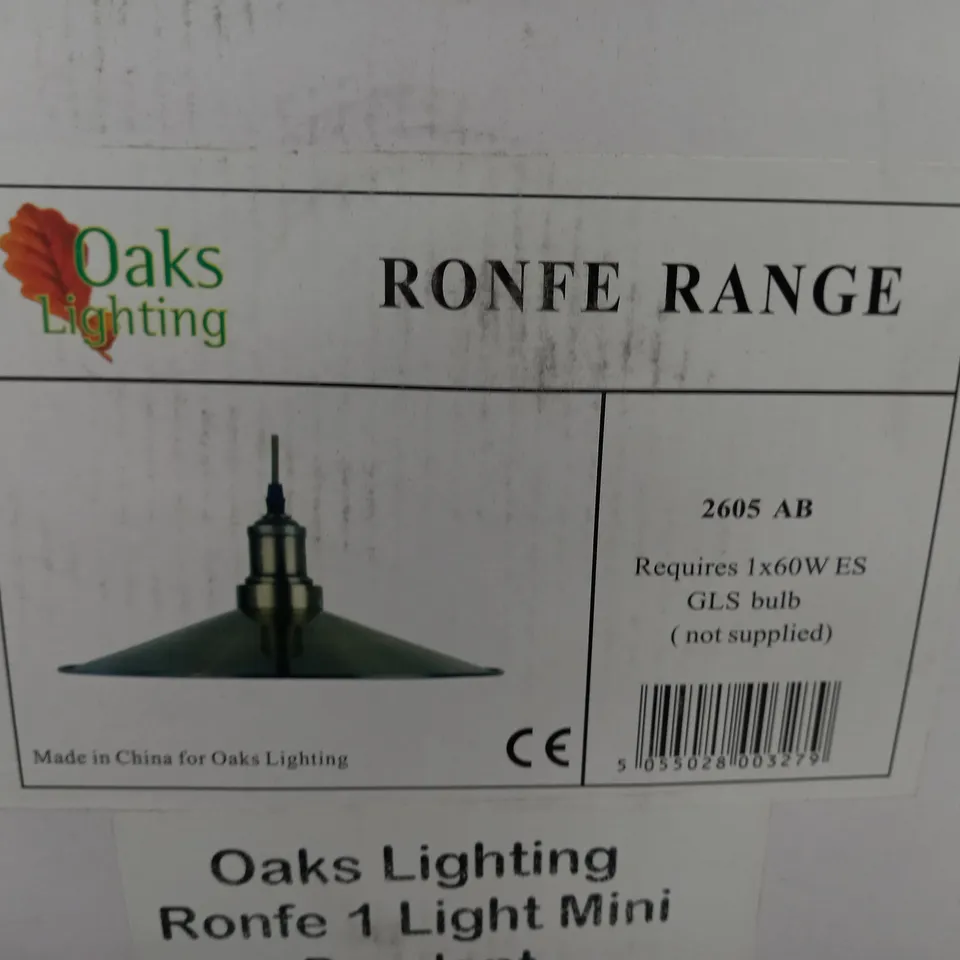 Oaks
Lighting
RONFE RANGE
2605 AB
Requires 1x60W ES
GLS bulb
( not supplied)
Made in China for Oaks Lighting
CE
5 055028 003279
Oaks Lighting
Ronfe 1 Light Mini